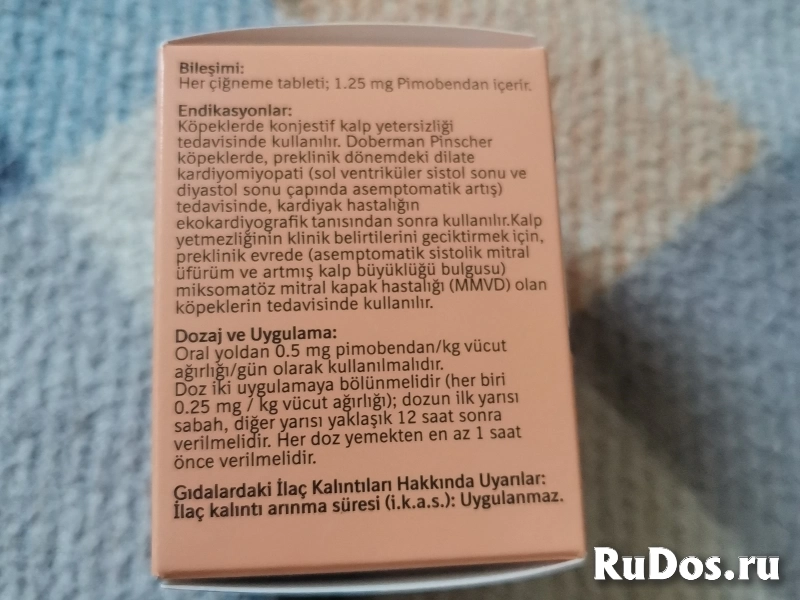 Bileşimi:
Her çiğneme tableti; 1.25 mg Pimobendan içerir.
Endikasyonlar:
Köpeklerde konjestif kalp yetersizliği
tedavisinde kullanılır. Doberman Pinscher
köpeklerde, preklinik dönemdeki dilate
kardiyomiyopati (sol ventriküler sistol sonu ve
diyastol sonu çapında asemptomatik artış)
tedavisinde, kardiyak hastalığın
ekokardiyografik tanısından sonra kullanılır.Kalp
yetmezliğinin klinik belirtilerini geciktirmek için,
preklinik evrede (asemptomatik sistolik mitral
üfürüm ve artmış kalp büyüklüğü bulgusu)
miksomatöz mitral kapak hastalığı (MMVD) olan
köpeklerin tedavisinde kullanılır.
Dozaj ve Uygulama:
Oral yoldan 0.5 mg pimobendan/kg vücut
ağırlığı/gün olarak kullanılmalıdır.
Doz iki uygulamaya bölünmelidir (her biri
0.25 mg / kg vücut ağırlığı); dozun ilk yarısı
sabah, diğer yarısı yaklaşık 12 saat sonra
verilmelidir. Her doz yemekten en az 1 saat
önce verilmelidir.
Gıdalardaki İlaç Kalıntıları Hakkında Uyarılar:
İlaç kalıntı arınma süresi (i.k.a.s.): Uygulanmaz.
RuDos.ru